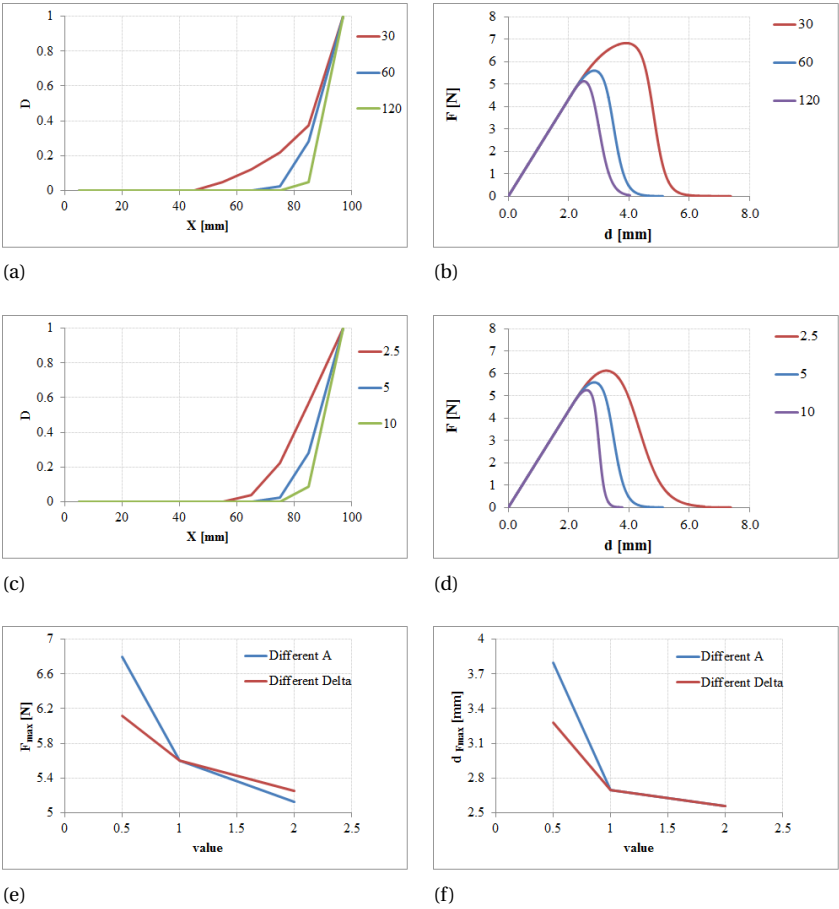 1
0.8
0.6
0.4
0.2
0
D
0 20 40 60 80 100
X [mm]
30
60
120
(a)
8
7
6
5
4
3
2
1
0
F [N]
0.0 2.0 4.0 6.0 8.0
d [mm]
30
60
120
(b)
1
0.8
0.6
0.4
0.2
0
D
0 20 40 60 80 100
X [mm]
2.5
5
10
(c)
8
7
6
5
4
3
2
1
0
F [N]
0.0 2.0 4.0 6.0 8.0
d [mm]
2.5
5
10
(d)
7
6.6
6.2
5.8
5.4
5
Fmax [N]
0 0.5 1 1.5 2 2.5
value
Different A
Different Delta
(e)
4
3.7
3.4
3.1
2.8
2.5
d Fmax [mm]
0 0.5 1 1.5 2 2.5
value
Different A
Different Delta
(f)